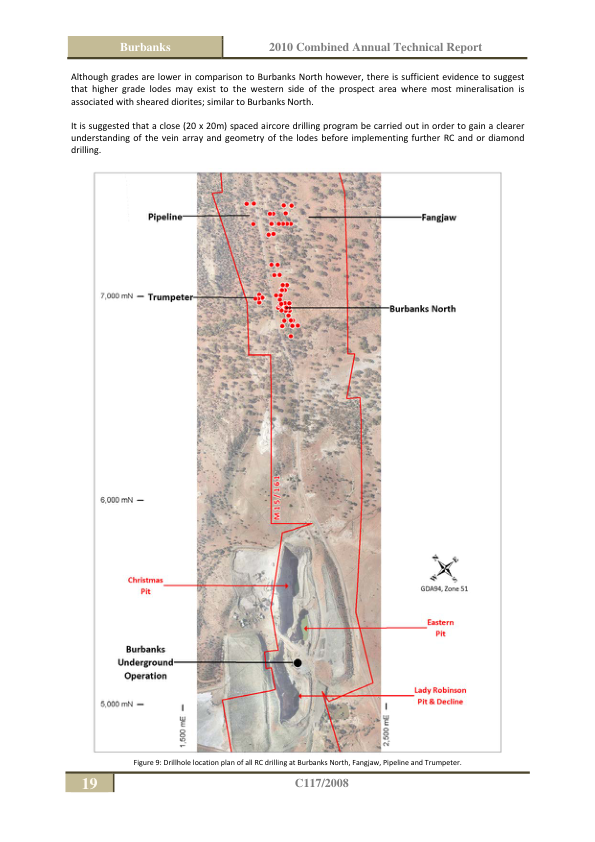 Burbanks
2010 Combined Annual Technical Report
Although grades are lower in comparison to Burbanks North however, there is sufficient evidence to suggest
that higher grade lodes may exist to the western side of the prospect area where most mineralisation is
associated with sheared diorites; similar to Burbanks North.
It is suggested that a close (20 x 20m) spaced aircore drilling program be carried out in order to gain a clearer
understanding of the vein array and geometry of the lodes before implementing further RC and or diamond
drilling.
Pipeline
Fangjaw
7,000 mN
Trumpeter
Burbanks North
M 15 / 161
6,000 mN
N
E
S
W
GDA94, Zone 51
Christmas
Pit
Eastern
Pit
Burbanks
Underground
Operation
Lady Robinson
Pit & Decline
5,000 mN
1,500 mE
2,500 mE
Figure 9: Drillhole location plan of all RC drilling at Burbanks North, Fangjaw, Pipeline and Trumpeter.
19
C117/2008